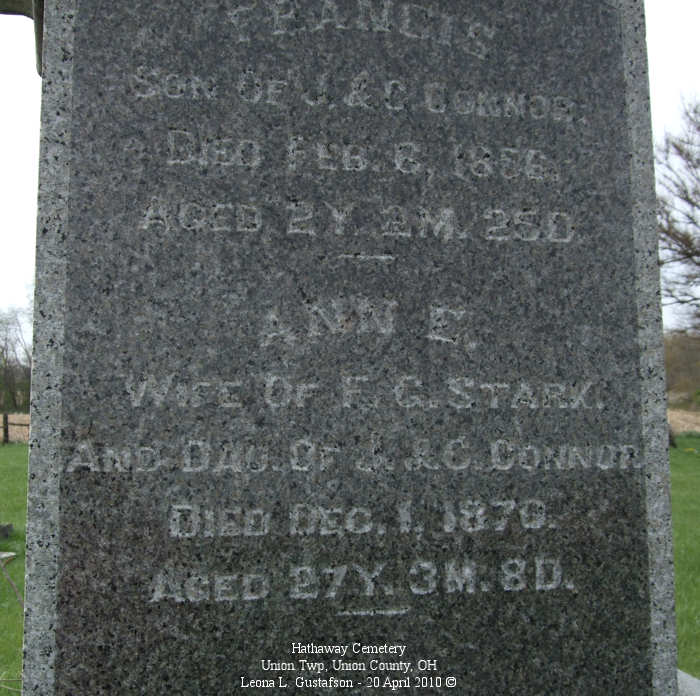 FRANCIS
SON OF J. & C. CONNOR.
DIED FEB. 6, 1856.
AGED 2Y. 2M. 25D.
ANN E.
WIFE OF F. G. STARK.
AND DAU. OF J. & C. CONNOR
DIED DEC. 1, 1870.
AGED 27Y. 3M. 8D.
Hathaway Cemetery
Union Twp, Union County, OH
Leona L. Gustafson - 20 April 2010 ©